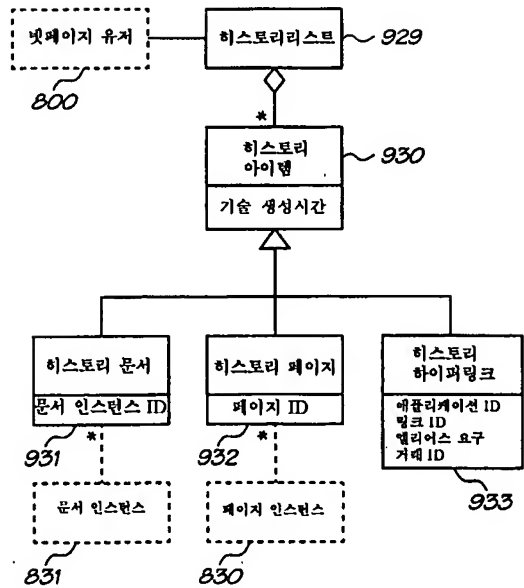 넷페이지 유저
히스토리리스트
929
800
*
히스토리
아이템
930
기술 생성시간
히스토리 문서
문서 인스턴스 ID
931
*
히스토리 페이지
페이지 ID
932
*
히스토리
하이퍼링크
애플리케이션 ID
링크 ID
엘리어스 요구
거래 ID
933
문서 인스턴스
831
페이지 인스턴스
830